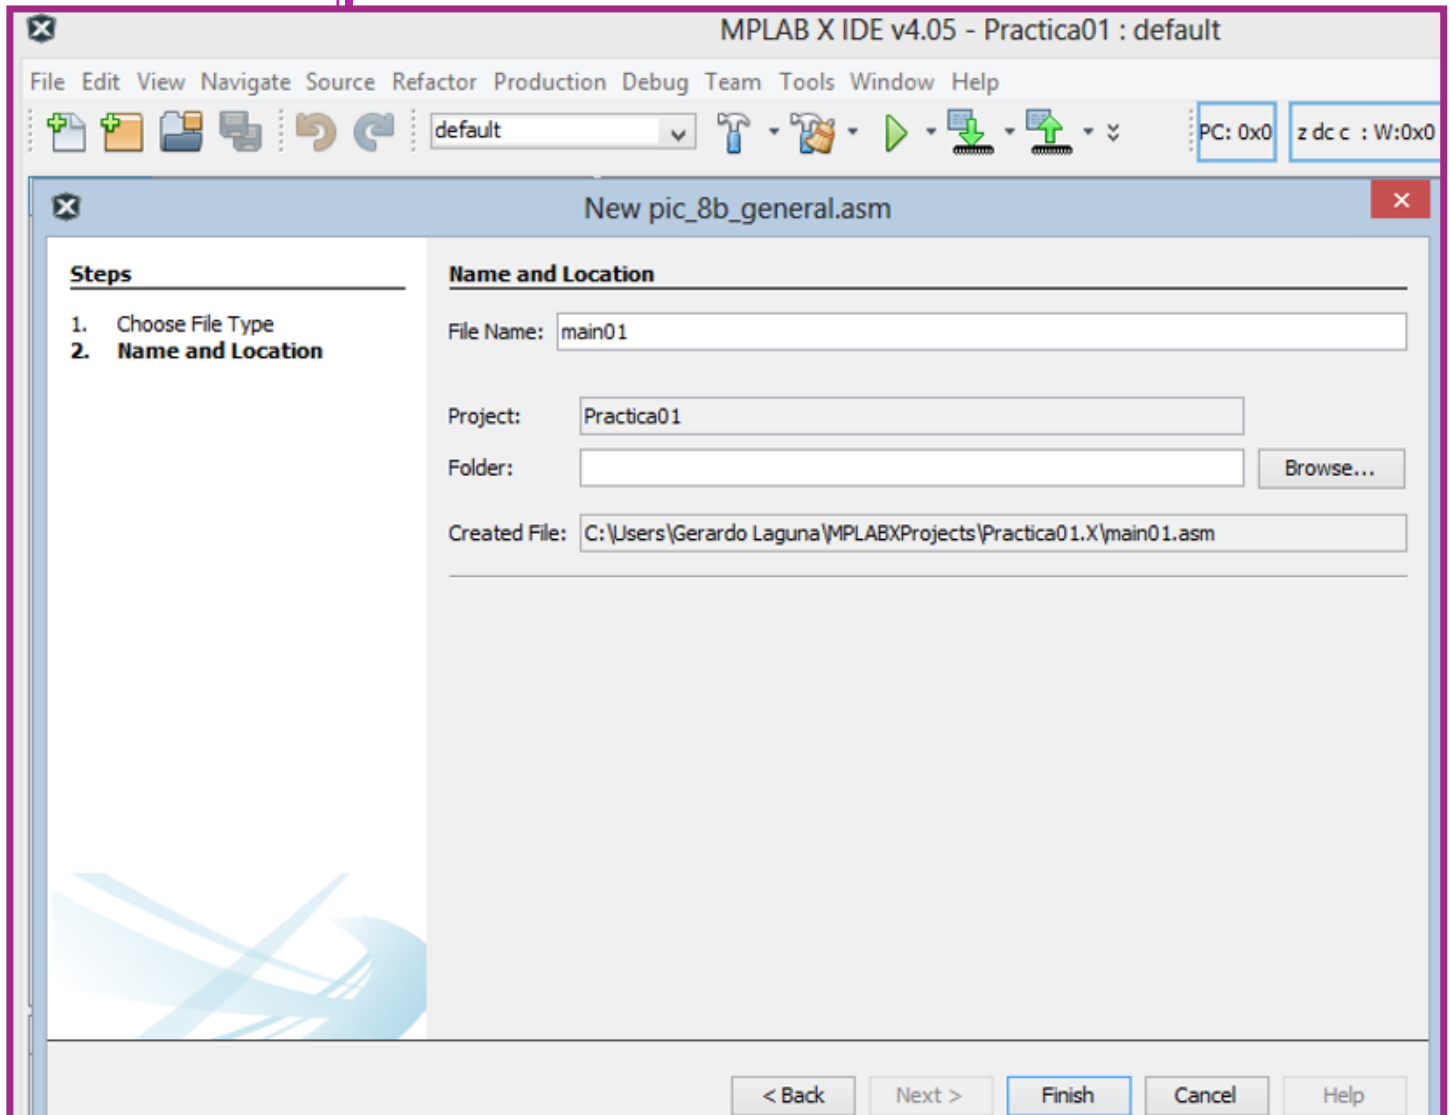 MPLAB X IDE v4.05 - Practica01 : default
File Edit View Navigate Source Refactor Production Debug Team Tools Window Help
default
PC: 0x0
z dc c : W:0x0
New pic_8b_general.asm
Steps
1. Choose File Type
2. Name and Location
Name and Location
File Name: main01
Project: Practica01
Folder: Browse...
Created File: C:\Users\Gerardo Laguna\MPLABXProjects\Practica01.X\main01.asm
< Back Next > Finish Cancel Help